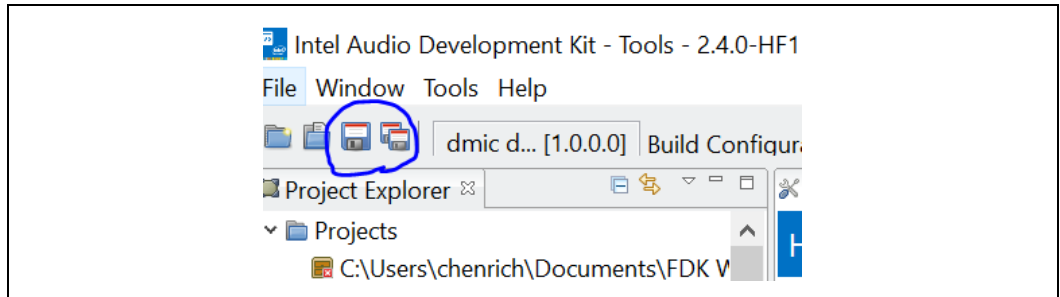 Intel Audio Development Kit - Tools - 2.4.0-HF1
File Window Tools Help
dmic d... [1.0.0.0] Build Configur
Project Explorer
Projects
C:\Users\chenrich\Documents\FDK W
H